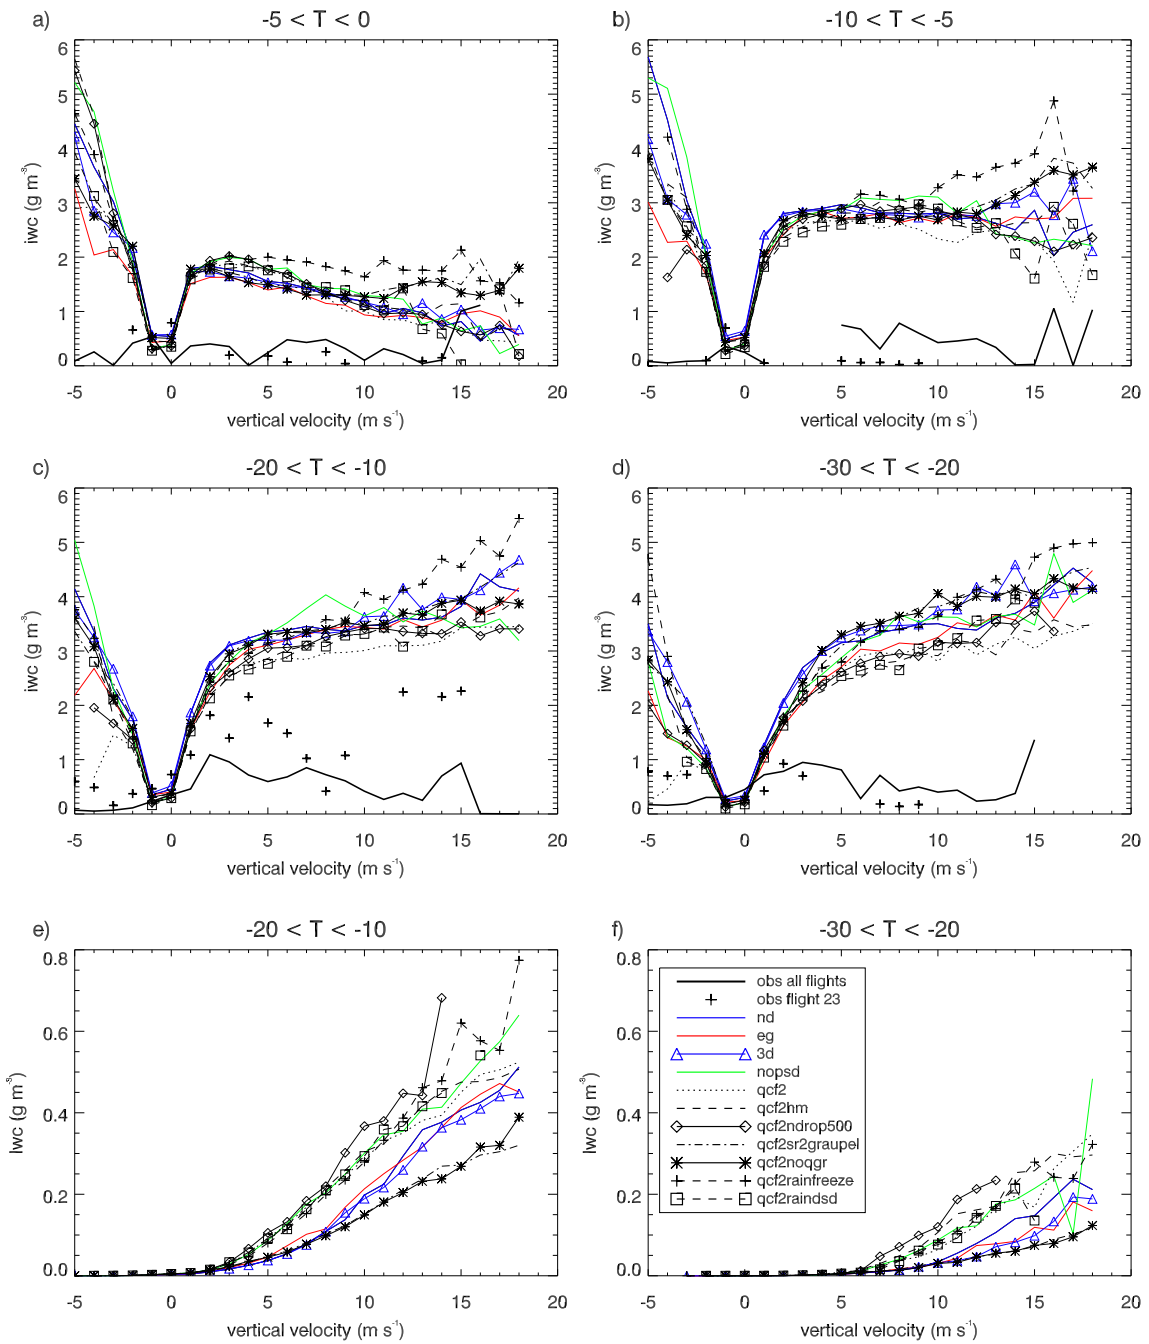 a) -5 < T < 0
6
5
4
3
2
1
0
iwc (g m⁻³)
-5 0 5 10 15 20
vertical velocity (m s⁻¹)
b) -10 < T < -5
6
5
4
3
2
1
0
iwc (g m⁻³)
-5 0 5 10 15 20
vertical velocity (m s⁻¹)
c) -20 < T < -10
6
5
4
3
2
1
0
iwc (g m⁻³)
-5 0 5 10 15 20
vertical velocity (m s⁻¹)
d) -30 < T < -20
6
5
4
3
2
1
0
iwc (g m⁻³)
-5 0 5 10 15 20
vertical velocity (m s⁻¹)
e) -20 < T < -10
0.8
0.6
0.4
0.2
0.0
lwc (g m⁻³)
-5 0 5 10 15 20
vertical velocity (m s⁻¹)
f) -30 < T < -20
0.8
0.6
0.4
0.2
0.0
lwc (g m⁻³)
obs all flights
obs flight 23
nd
eg
3d
nopsd
qcf2
qcf2hm
qcf2ndrop500
qcf2sr2graupel
qcf2noqgr
qcf2rainfreeze
qcf2raindsd
-5 0 5 10 15 20
vertical velocity (m s⁻¹)